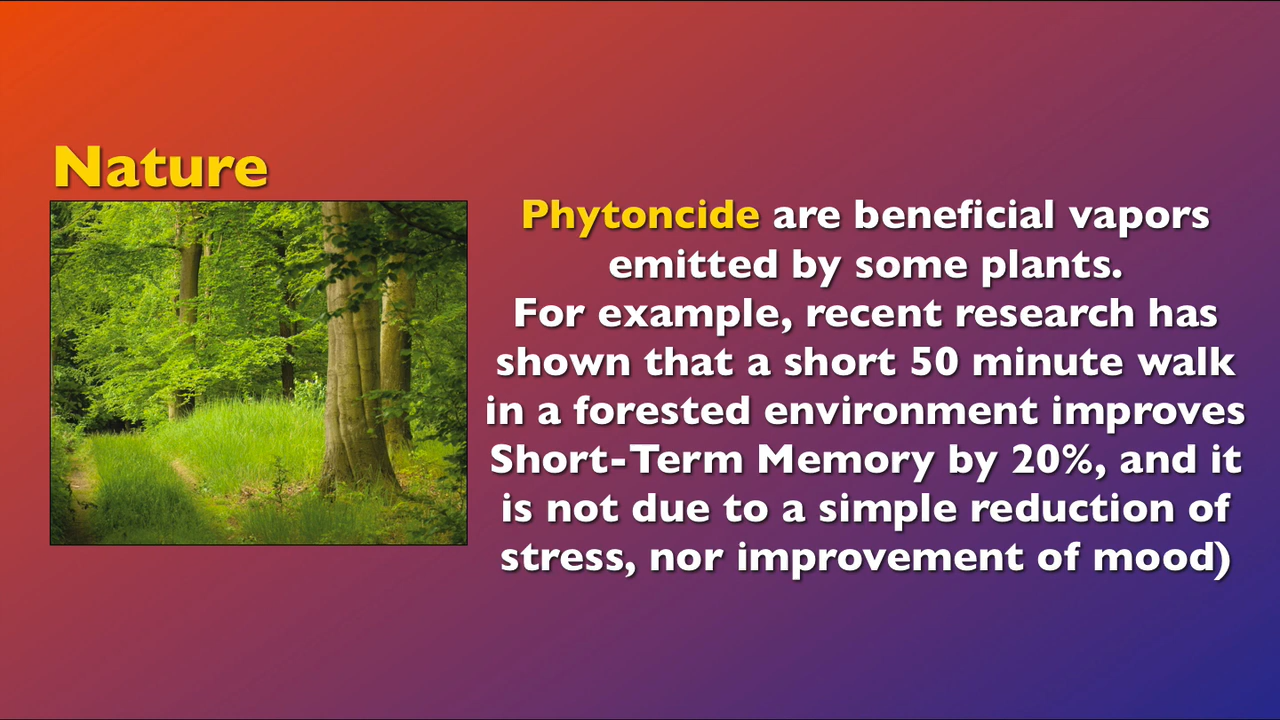 Nature
Phytoncide are beneficial vapors
emitted by some plants.
For example, recent research has
shown that a short 50 minute walk
in a forested environment improves
Short-Term Memory by 20%, and it
is not due to a simple reduction of
stress, nor improvement of mood)